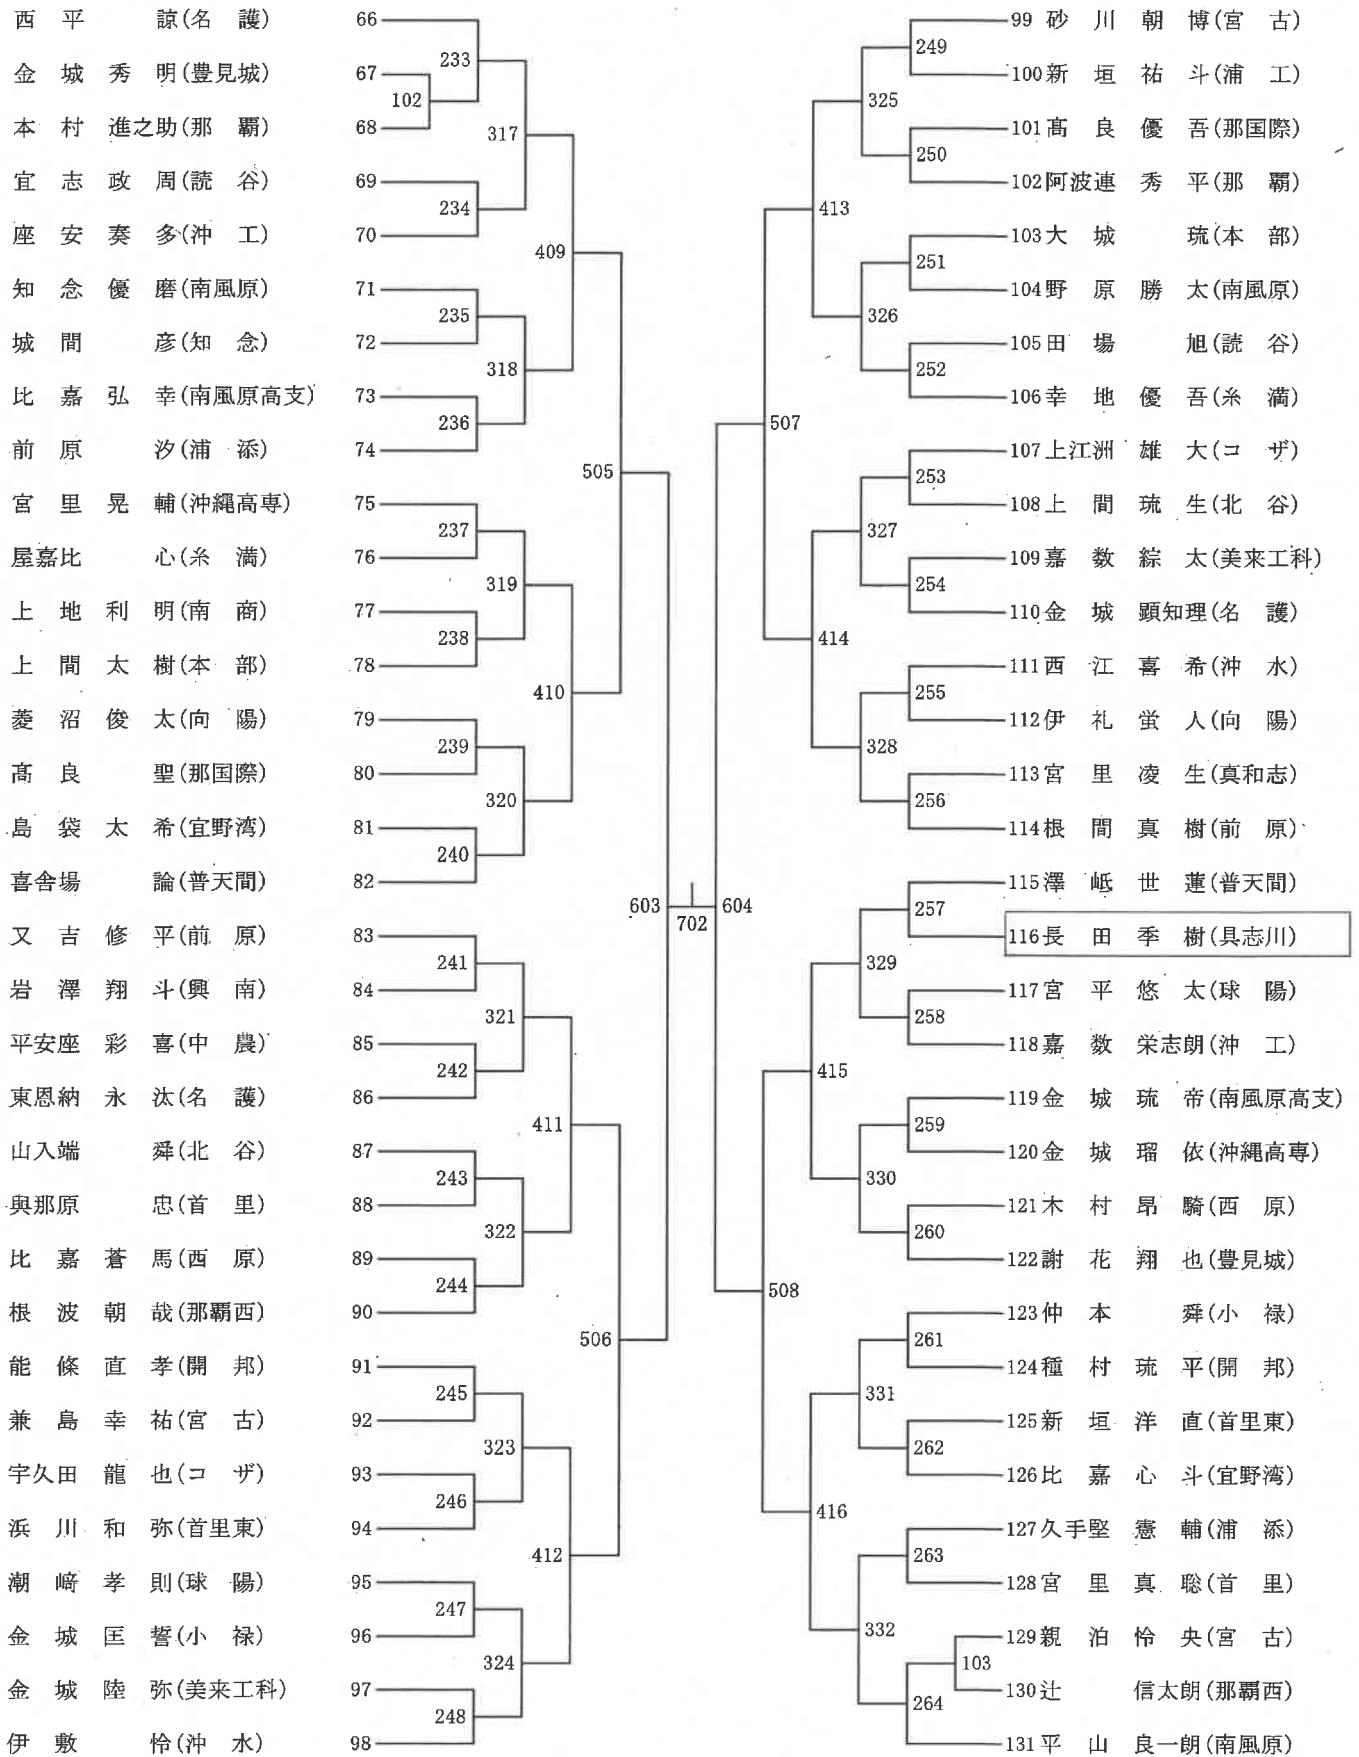 西平 諒(名護) 66
金城秀明(豊見城) 67
本村進之助(那覇) 68
宜志政周(読谷) 69
座安奏多(沖工) 70
知念優磨(南風原) 71
城間彦(知念) 72
比嘉弘幸(南風原高支) 73
前原汐(浦添) 74
宮里晃輔(沖縄高専) 75
屋嘉比心(糸満) 76
上地利明(南商) 77
上間太樹(本部) 78
菱沼俊太(向陽) 79
髙良聖(那国際) 80
島袋太希(宜野湾) 81
喜舎場論(普天間) 82
又吉修平(前原) 83
岩澤翔斗(興南) 84
平安座彩喜(中農) 85
東恩納永汰(名護) 86
山入端舜(北谷) 87
與那原忠(首里) 88
比嘉蒼馬(西原) 89
根波朝哉(那覇西) 90
能條直孝(開邦) 91
兼島幸祐(宮古) 92
宇久田龍也(コザ) 93
浜川和弥(首里東) 94
潮﨑孝則(球陽) 95
金城匡誓(小禄) 96
金城陸弥(美来工科) 97
伊敷怜(沖水) 98
102
233
234
235
236
237
238
239
240
241
242
243
244
245
246
247
248
317
318
319
320
321
322
323
324
409
410
411
412
505
506
603
702
604
507
508
413
414
415
416
325
326
327
328
329
330
331
332
249
250
251
252
253
254
255
256
257
258
259
260
261
262
263
264
103
99 砂川朝博(宮古)
100 新垣祐斗(浦工)
101 髙良優吾(那国際)
102 阿波連秀平(那覇)
103 大城琉(本部)
104 野原勝太(南風原)
105 田場旭(読谷)
106 幸地優吾(糸満)
107 上江洲雄大(コザ)
108 上間琉生(北谷)
109 嘉数綜太(美来工科)
110 金城顕知理(名護)
111 西江喜希(沖水)
112 伊礼蛍人(向陽)
113 宮里凌生(真和志)
114 根間真樹(前原)
115 澤岻世蓮(普天間)
116 長田季樹(具志川)
117 宮平悠太(球陽)
118 嘉数栄志朗(沖工)
119 金城琉帝(南風原高支)
120 金城瑠依(沖縄高専)
121 木村昂騎(西原)
122 謝花翔也(豊見城)
123 仲本舜(小禄)
124 種村琉平(開邦)
125 新垣洋直(首里東)
126 比嘉心斗(宜野湾)
127 久手堅憲輔(浦添)
128 宮里真聡(首里)
129 親泊怜央(宮古)
130 辻信太朗(那覇西)
131 平山良一朗(南風原)